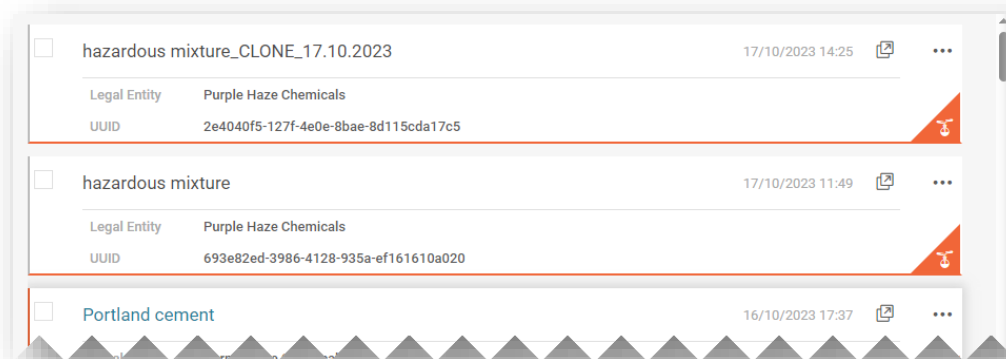 hazardous mixture_CLONE_17.10.2023 17/10/2023 14:25
Legal Entity Purple Haze Chemicals
UUID 2e4040f5-127f-4e0e-8bae-8d115cda17c5
hazardous mixture 17/10/2023 11:49
Legal Entity Purple Haze Chemicals
UUID 693e82ed-3986-4128-935a-ef161610a020
Portland cement 16/10/2023 17:37